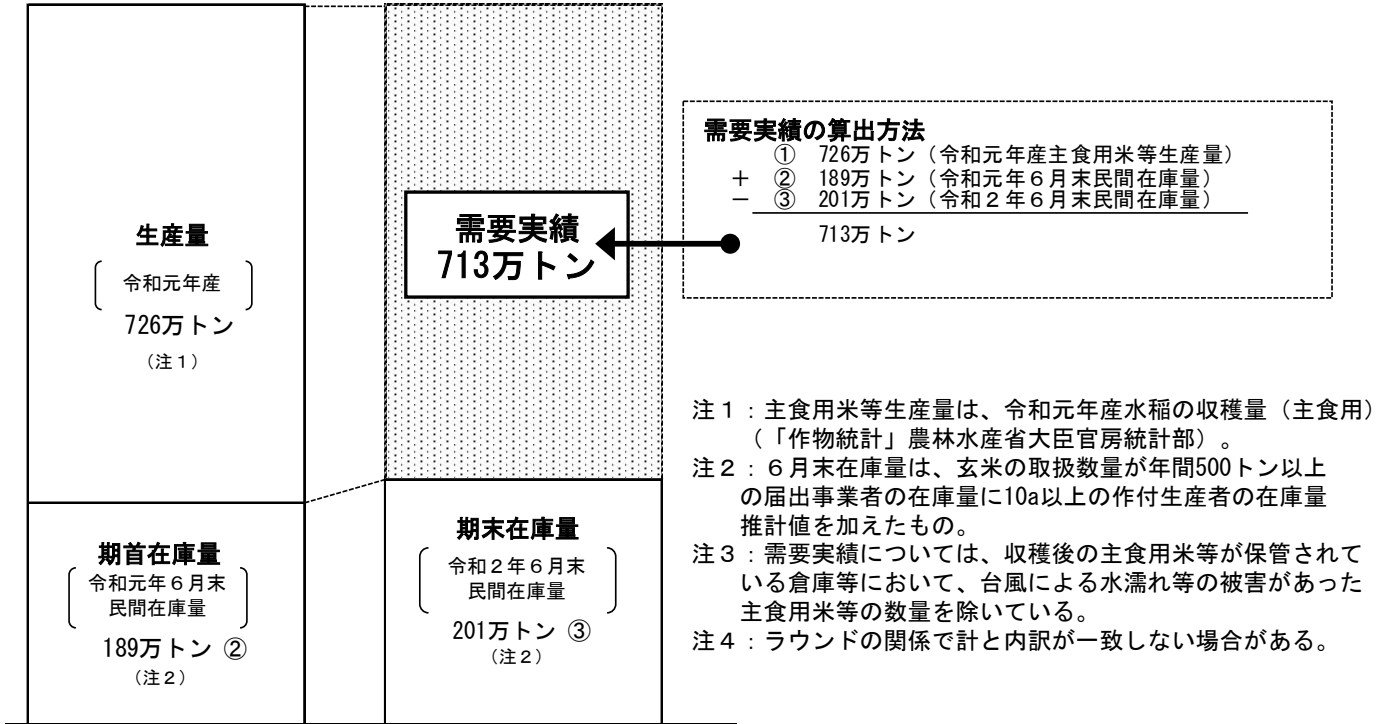 生産量
令和元年産
726万トン
（注１）
期首在庫量
令和元年６月末
民間在庫量
189万トン ②
（注２）
需要実績
713万トン
期末在庫量
令和２年６月末
民間在庫量
201万トン ③
（注２）
需要実績の算出方法
① 726万トン（令和元年産主食用米等生産量）
＋ ② 189万トン（令和元年６月末民間在庫量）
－ ③ 201万トン（令和２年６月末民間在庫量）
713万トン
注１：主食用米等生産量は、令和元年産水稲の収穫量（主食用）
（「作物統計」農林水産省大臣官房統計部）。
注２：６月末在庫量は、玄米の取扱数量が年間500トン以上
の届出事業者の在庫量に10a以上の作付生産者の在庫量
推計値を加えたもの。
注３：需要実績については、収穫後の主食用米等が保管されて
いる倉庫等において、台風による水濡れ等の被害があった
主食用米等の数量を除いている。
注４：ラウンドの関係で計と内訳が一致しない場合がある。